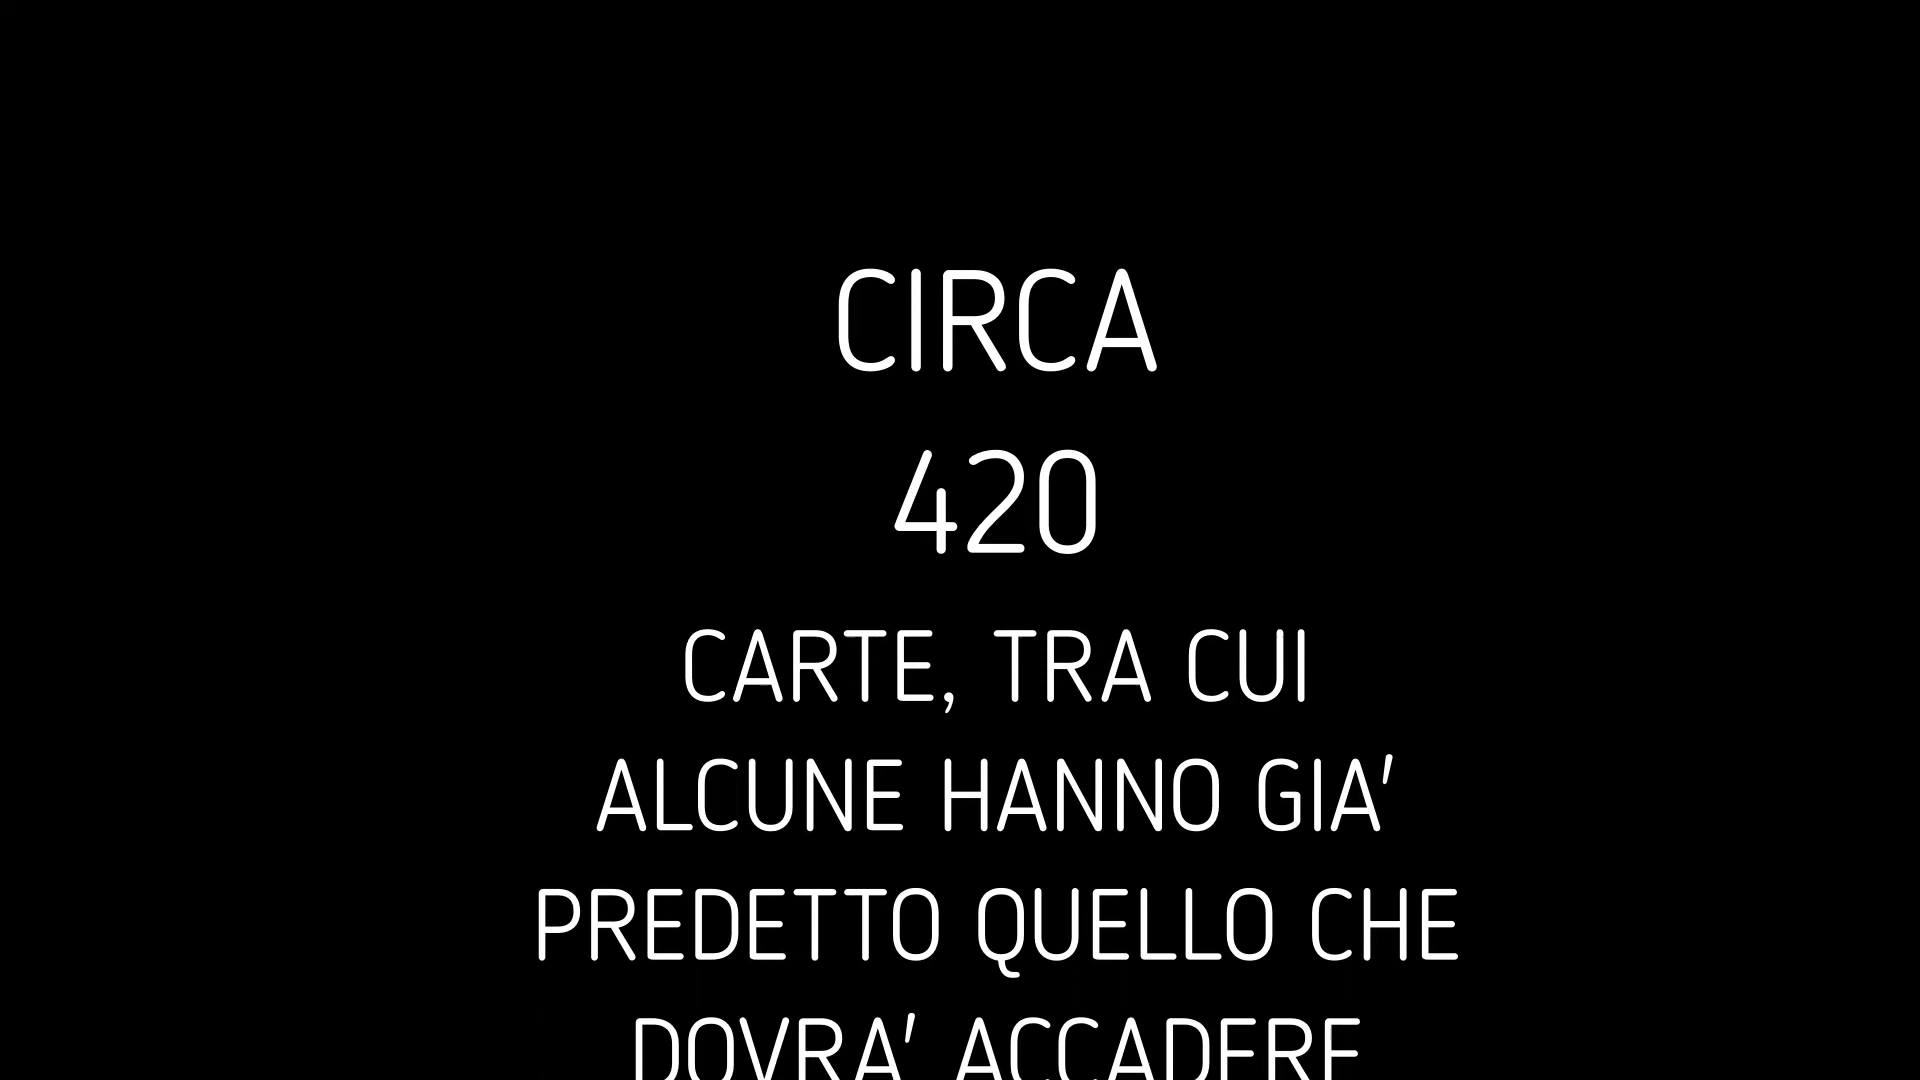 CIRCA
420
CARTE, TRA CUI
ALCUNE HANNO GIA'
PREDETTO QUELLO CHE
DOVRA' ACCADERE